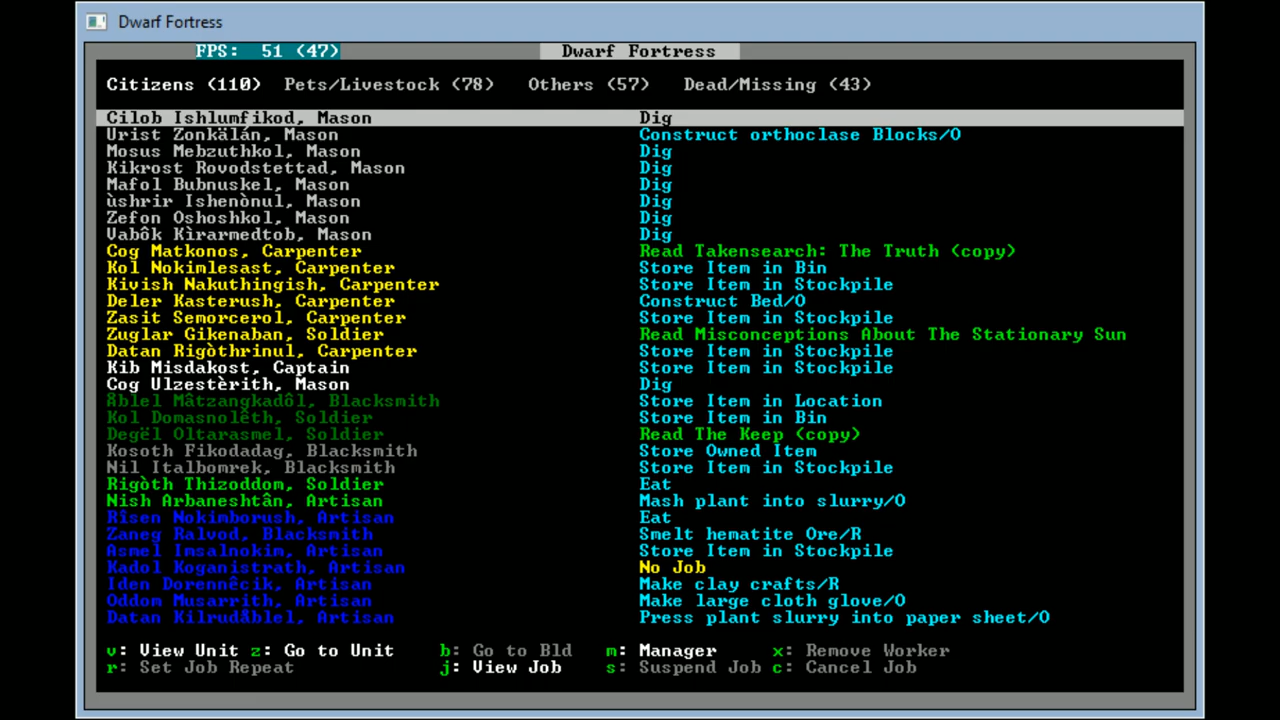 Dwarf Fortress
FPS: 51 (47) Dwarf Fortress
Citizens (110) Pets/Livestock (78) Others (57) Dead/Missing (43)
Cilob Ishlumfikod, Mason Dig
Urist Zonkälán, Mason Construct orthoclase Blocks/O
Mosus Mebzuthkol, Mason Dig
Kikrost Rovodstettad, Mason Dig
Mafol Bubnuskel, Mason Dig
ùshrir Ishenònul, Mason Dig
Zefon Oshoshkol, Mason Dig
Vabôk Kìrarmedtob, Mason Dig
Cog Matkonos, Carpenter Read Takensearch: The Truth (copy)
Kol Nokimlesast, Carpenter Store Item in Bin
Kivish Nakuthingish, Carpenter Store Item in Stockpile
Deler Kasterush, Carpenter Construct Bed/O
Zasit Semorcerol, Carpenter Store Item in Stockpile
Zuglar Gikenaban, Soldier Read Misconceptions About The Stationary Sun
Datan Rigòthrinul, Carpenter Store Item in Stockpile
Kib Misdakost, Captain Store Item in Stockpile
Cog Ulzestèrith, Mason Dig
Åblel Mâtzangkadôl, Blacksmith Store Item in Location
Kol Domasnolêth, Soldier Store Item in Bin
Degël Oltarasmel, Soldier Read The Keep (copy)
Kosoth Fikodadag, Blacksmith Store Owned Item
Nil Italbomrek, Blacksmith Store Item in Stockpile
Rigòth Thizoddom, Soldier Eat
Nish Arbaneshtân, Artisan Mash plant into slurry/O
Rîsen Nokimborush, Artisan Eat
Zaneg Ralvod, Blacksmith Smelt hematite Ore/R
Asmel Imsalnokim, Artisan Store Item in Stockpile
Kadol Koganistrath, Artisan No Job
Iden Dorennêcik, Artisan Make clay crafts/R
Oddom Musarrith, Artisan Make large cloth glove/O
Datan Kilrudåblel, Artisan Press plant slurry into paper sheet/O
v: View Unit z: Go to Unit b: Go to Bld m: Manager x: Remove Worker
r: Set Job Repeat j: View Job s: Suspend Job c: Cancel Job